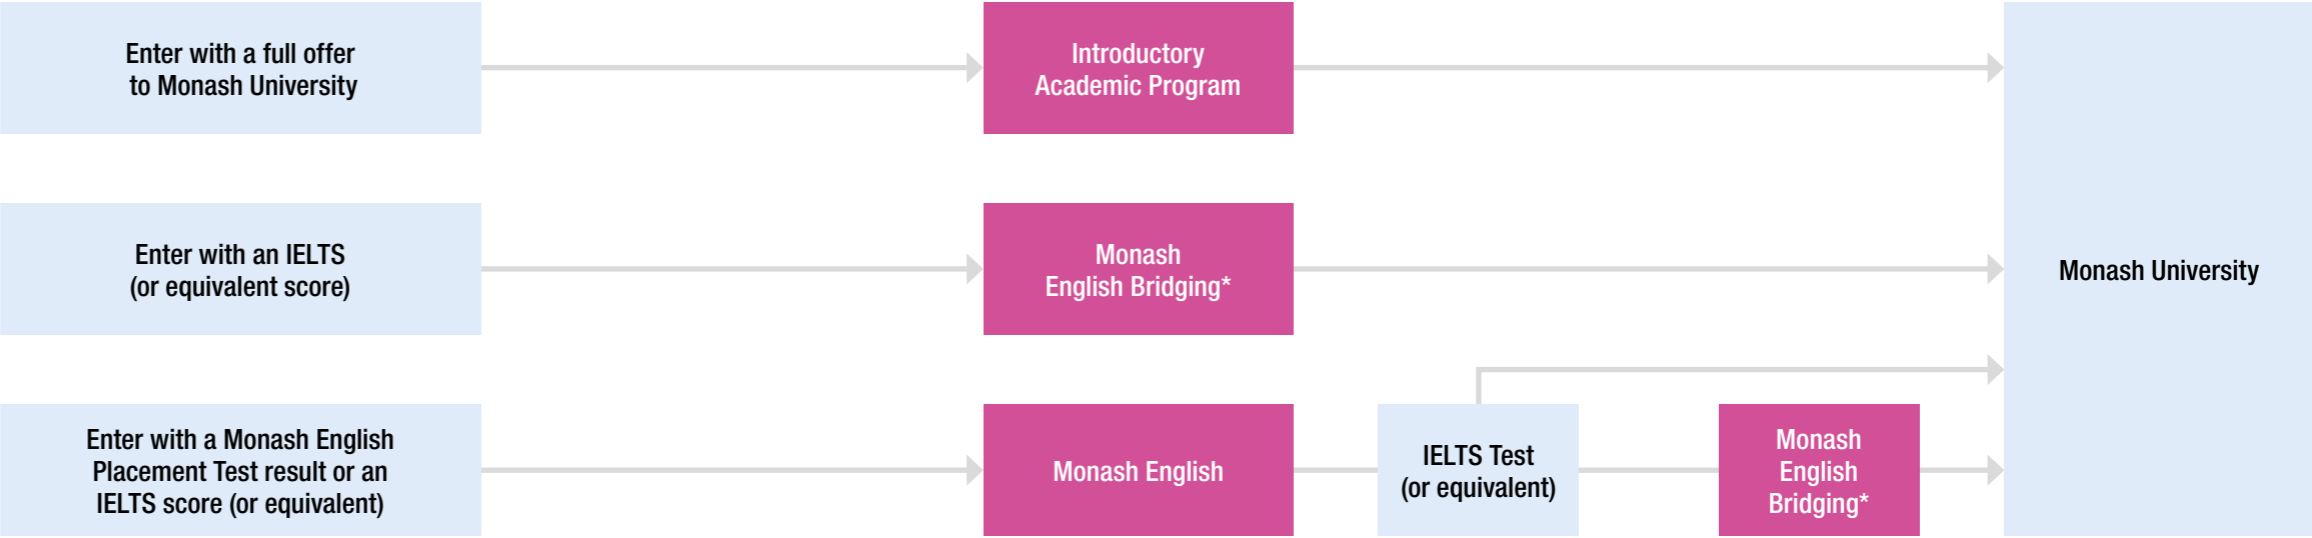 Enter with a full offer
to Monash University
Introductory
Academic Program
Enter with an IELTS
(or equivalent score)
Monash
English Bridging*
Monash University
Enter with a Monash English
Placement Test result or an
IELTS score (or equivalent)
Monash English
IELTS Test
(or equivalent)
Monash
English
Bridging*